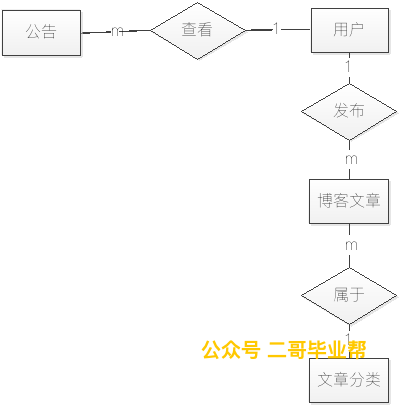 公告 m 查看 1 用户
1
发布
m
博客文章
m
属于
1
公众号 二哥毕业帮
文章分类